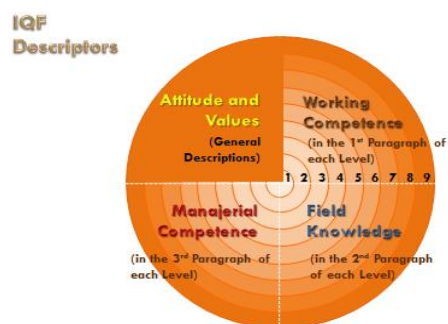 IQF
Descriptors
Attitude and
Values
(General
Descriptions)
Working
Competence
(in the 1st Paragraph of
each Level)
1 2 3 4 5 6 7 8 9
Manajerial
Competence
(in the 3rd Paragraph of
each Level)
Field
Knowledge
(in the 2nd Paragraph
of each Level)